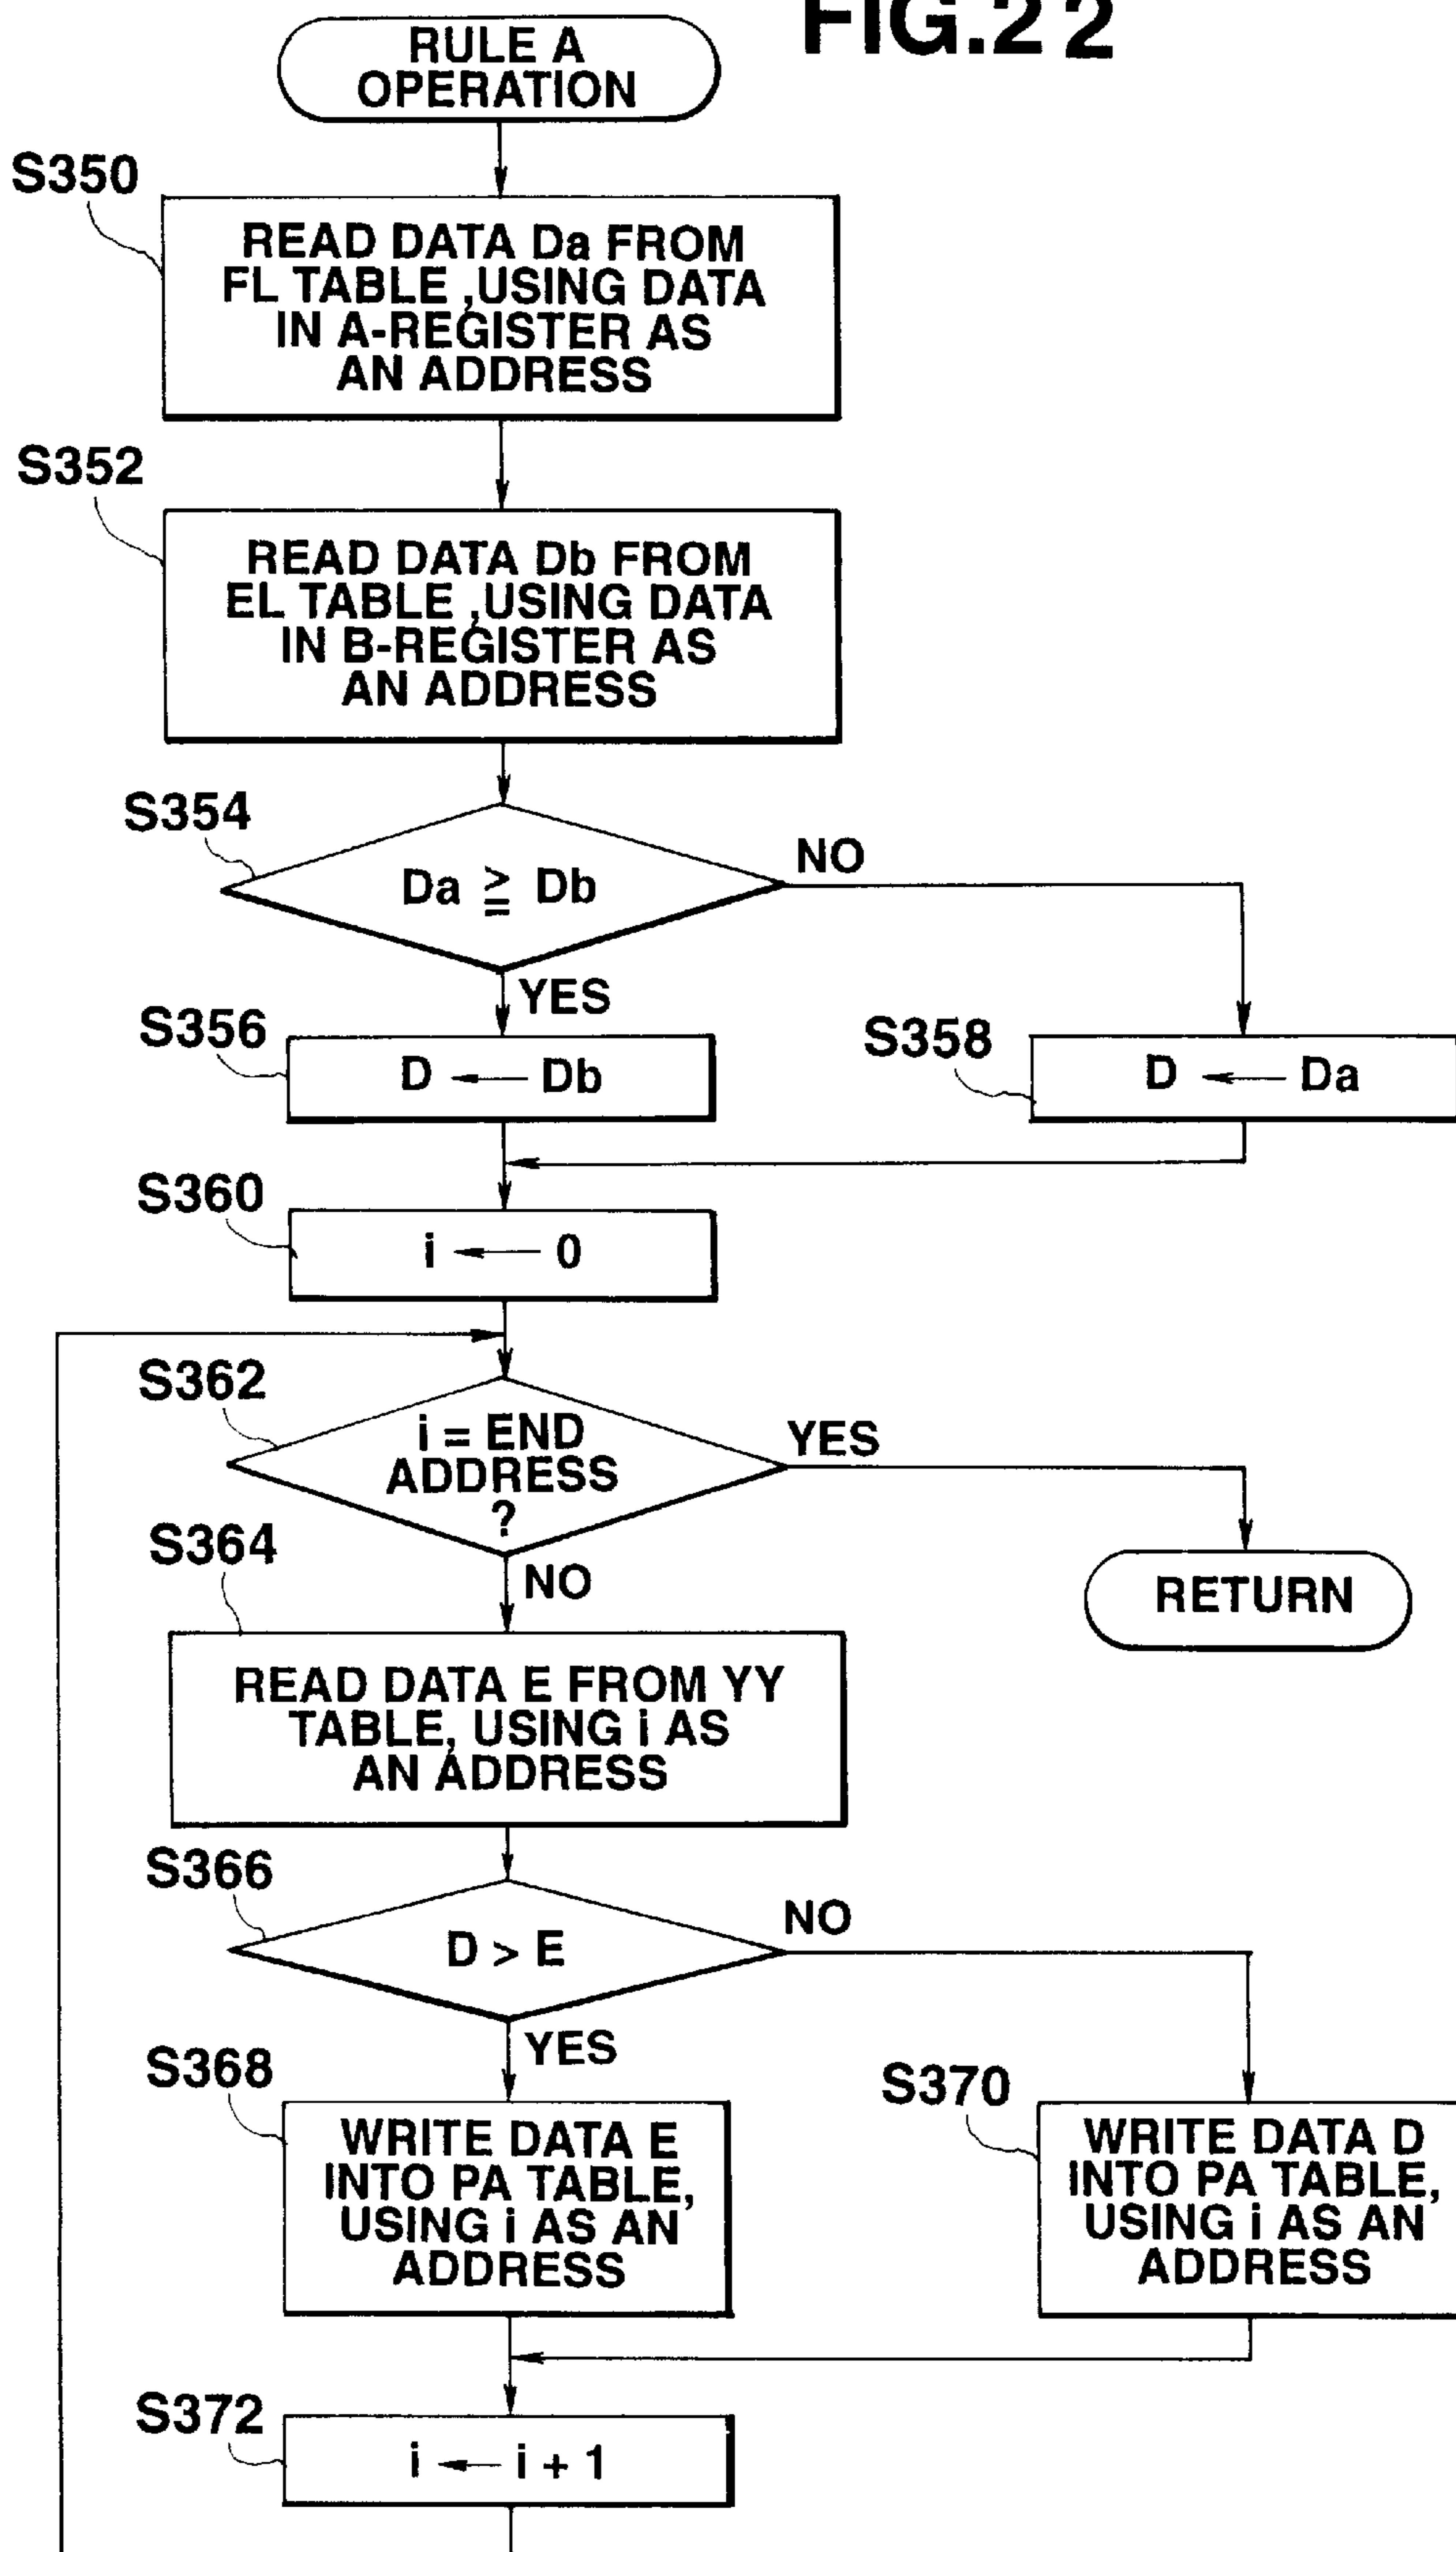 FIG.22
RULE A
OPERATION
S350
READ DATA Da FROM
FL TABLE ,USING DATA
IN A-REGISTER AS
AN ADDRESS
S352
READ DATA Db FROM
EL TABLE ,USING DATA
IN B-REGISTER AS
AN ADDRESS
S354
Da ≧ Db
NO
YES
S356
D ← Db
S358
D ← Da
S360
i ← 0
S362
i = END
ADDRESS
?
YES
NO
RETURN
S364
READ DATA E FROM YY
TABLE, USING i AS
AN ADDRESS
S366
D > E
NO
YES
S368
WRITE DATA E
INTO PA TABLE,
USING i AS AN
ADDRESS
S370
WRITE DATA D
INTO PA TABLE,
USING i AS AN
ADDRESS
S372
i ← i + 1